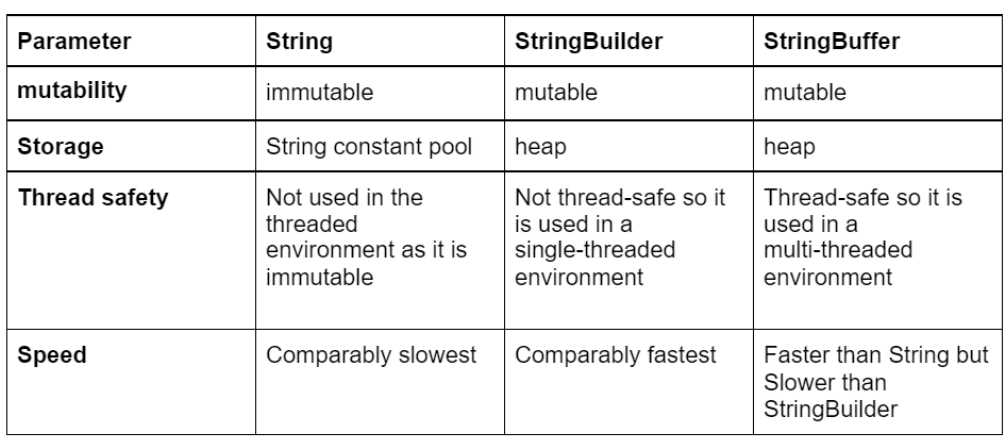 Parameter String StringBuilder StringBuffer
mutability immutable mutable mutable
Storage String constant pool heap heap
Thread safety
Not used in the
threaded
environment as it is
immutable
Not thread-safe so it
is used in a
single-threaded
environment
Thread-safe so it is
used in a
multi-threaded
environment
Speed Comparably slowest Comparably fastest
Faster than String but
Slower than
StringBuilder